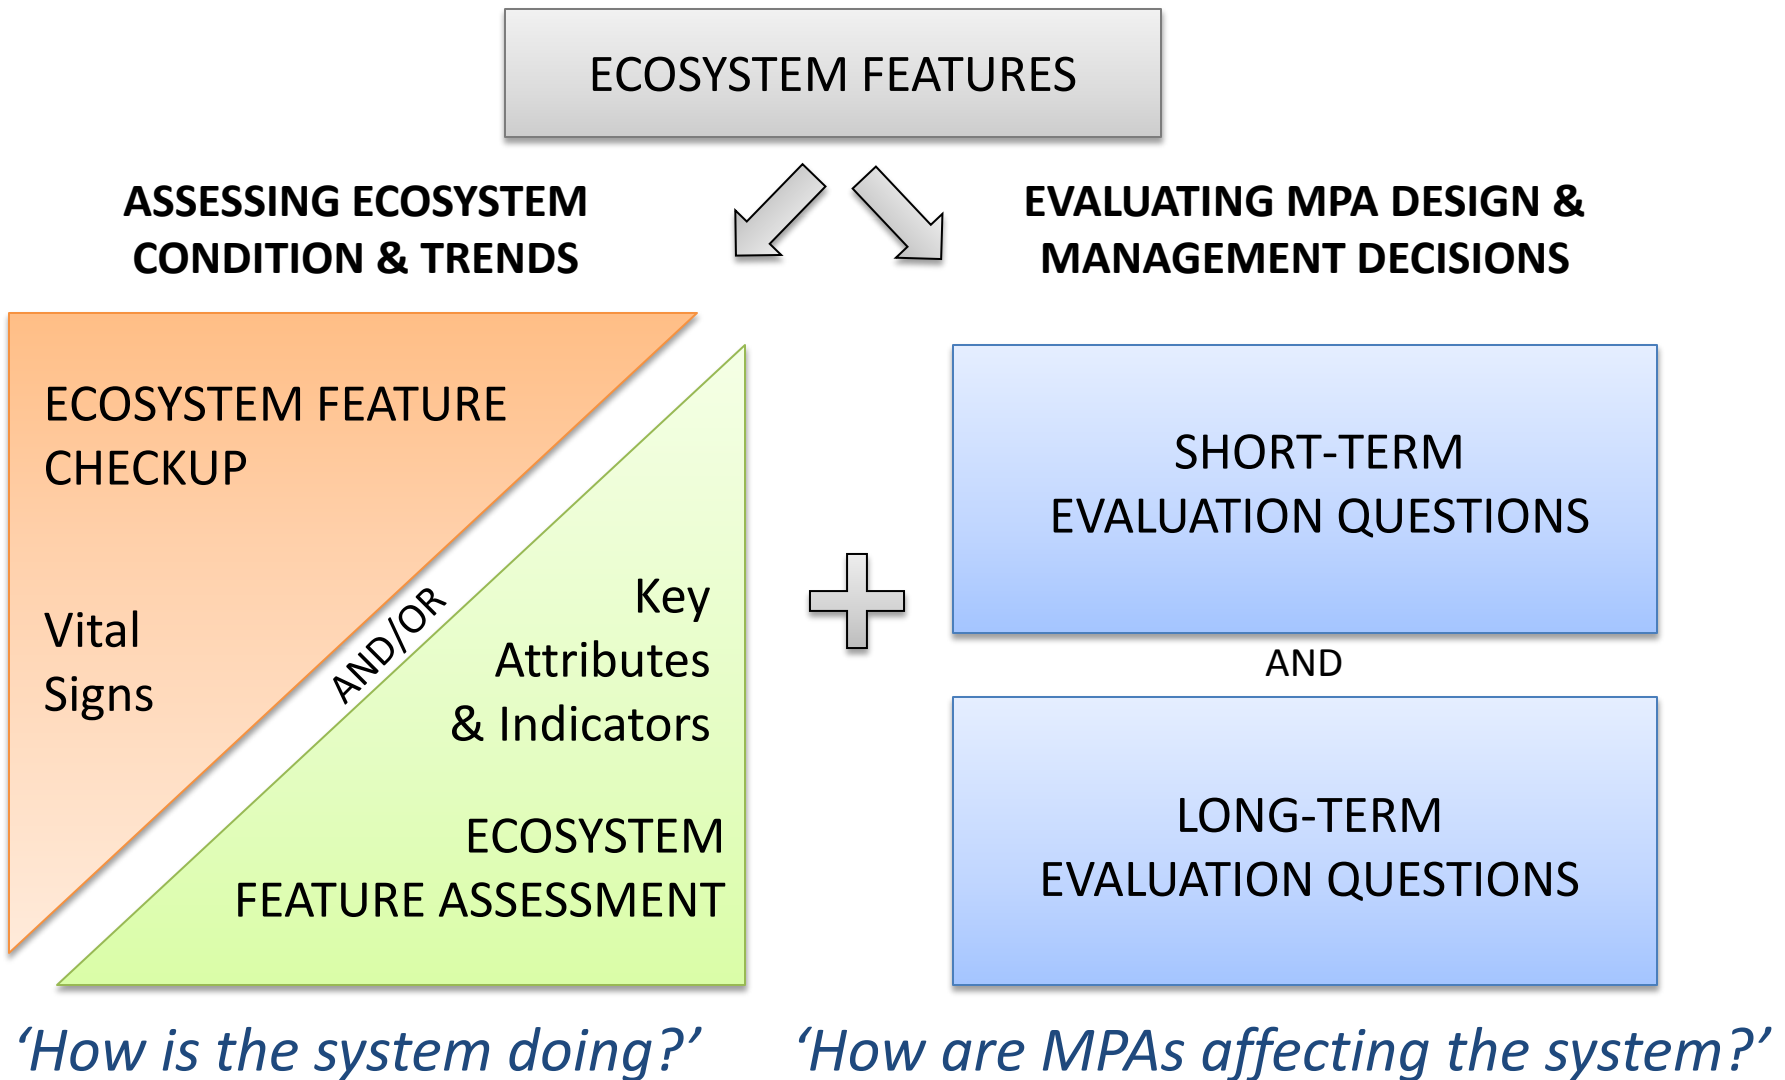 ECOSYSTEM FEATURES
ASSESSING ECOSYSTEM
CONDITION & TRENDS
EVALUATING MPA DESIGN &
MANAGEMENT DECISIONS
ECOSYSTEM FEATURE
CHECKUP
Vital
Signs
AND/OR
Key
Attributes
& Indicators
ECOSYSTEM
FEATURE ASSESSMENT
SHORT-TERM
EVALUATION QUESTIONS
AND
LONG-TERM
EVALUATION QUESTIONS
‘How is the system doing?’
‘How are MPAs affecting the system?’